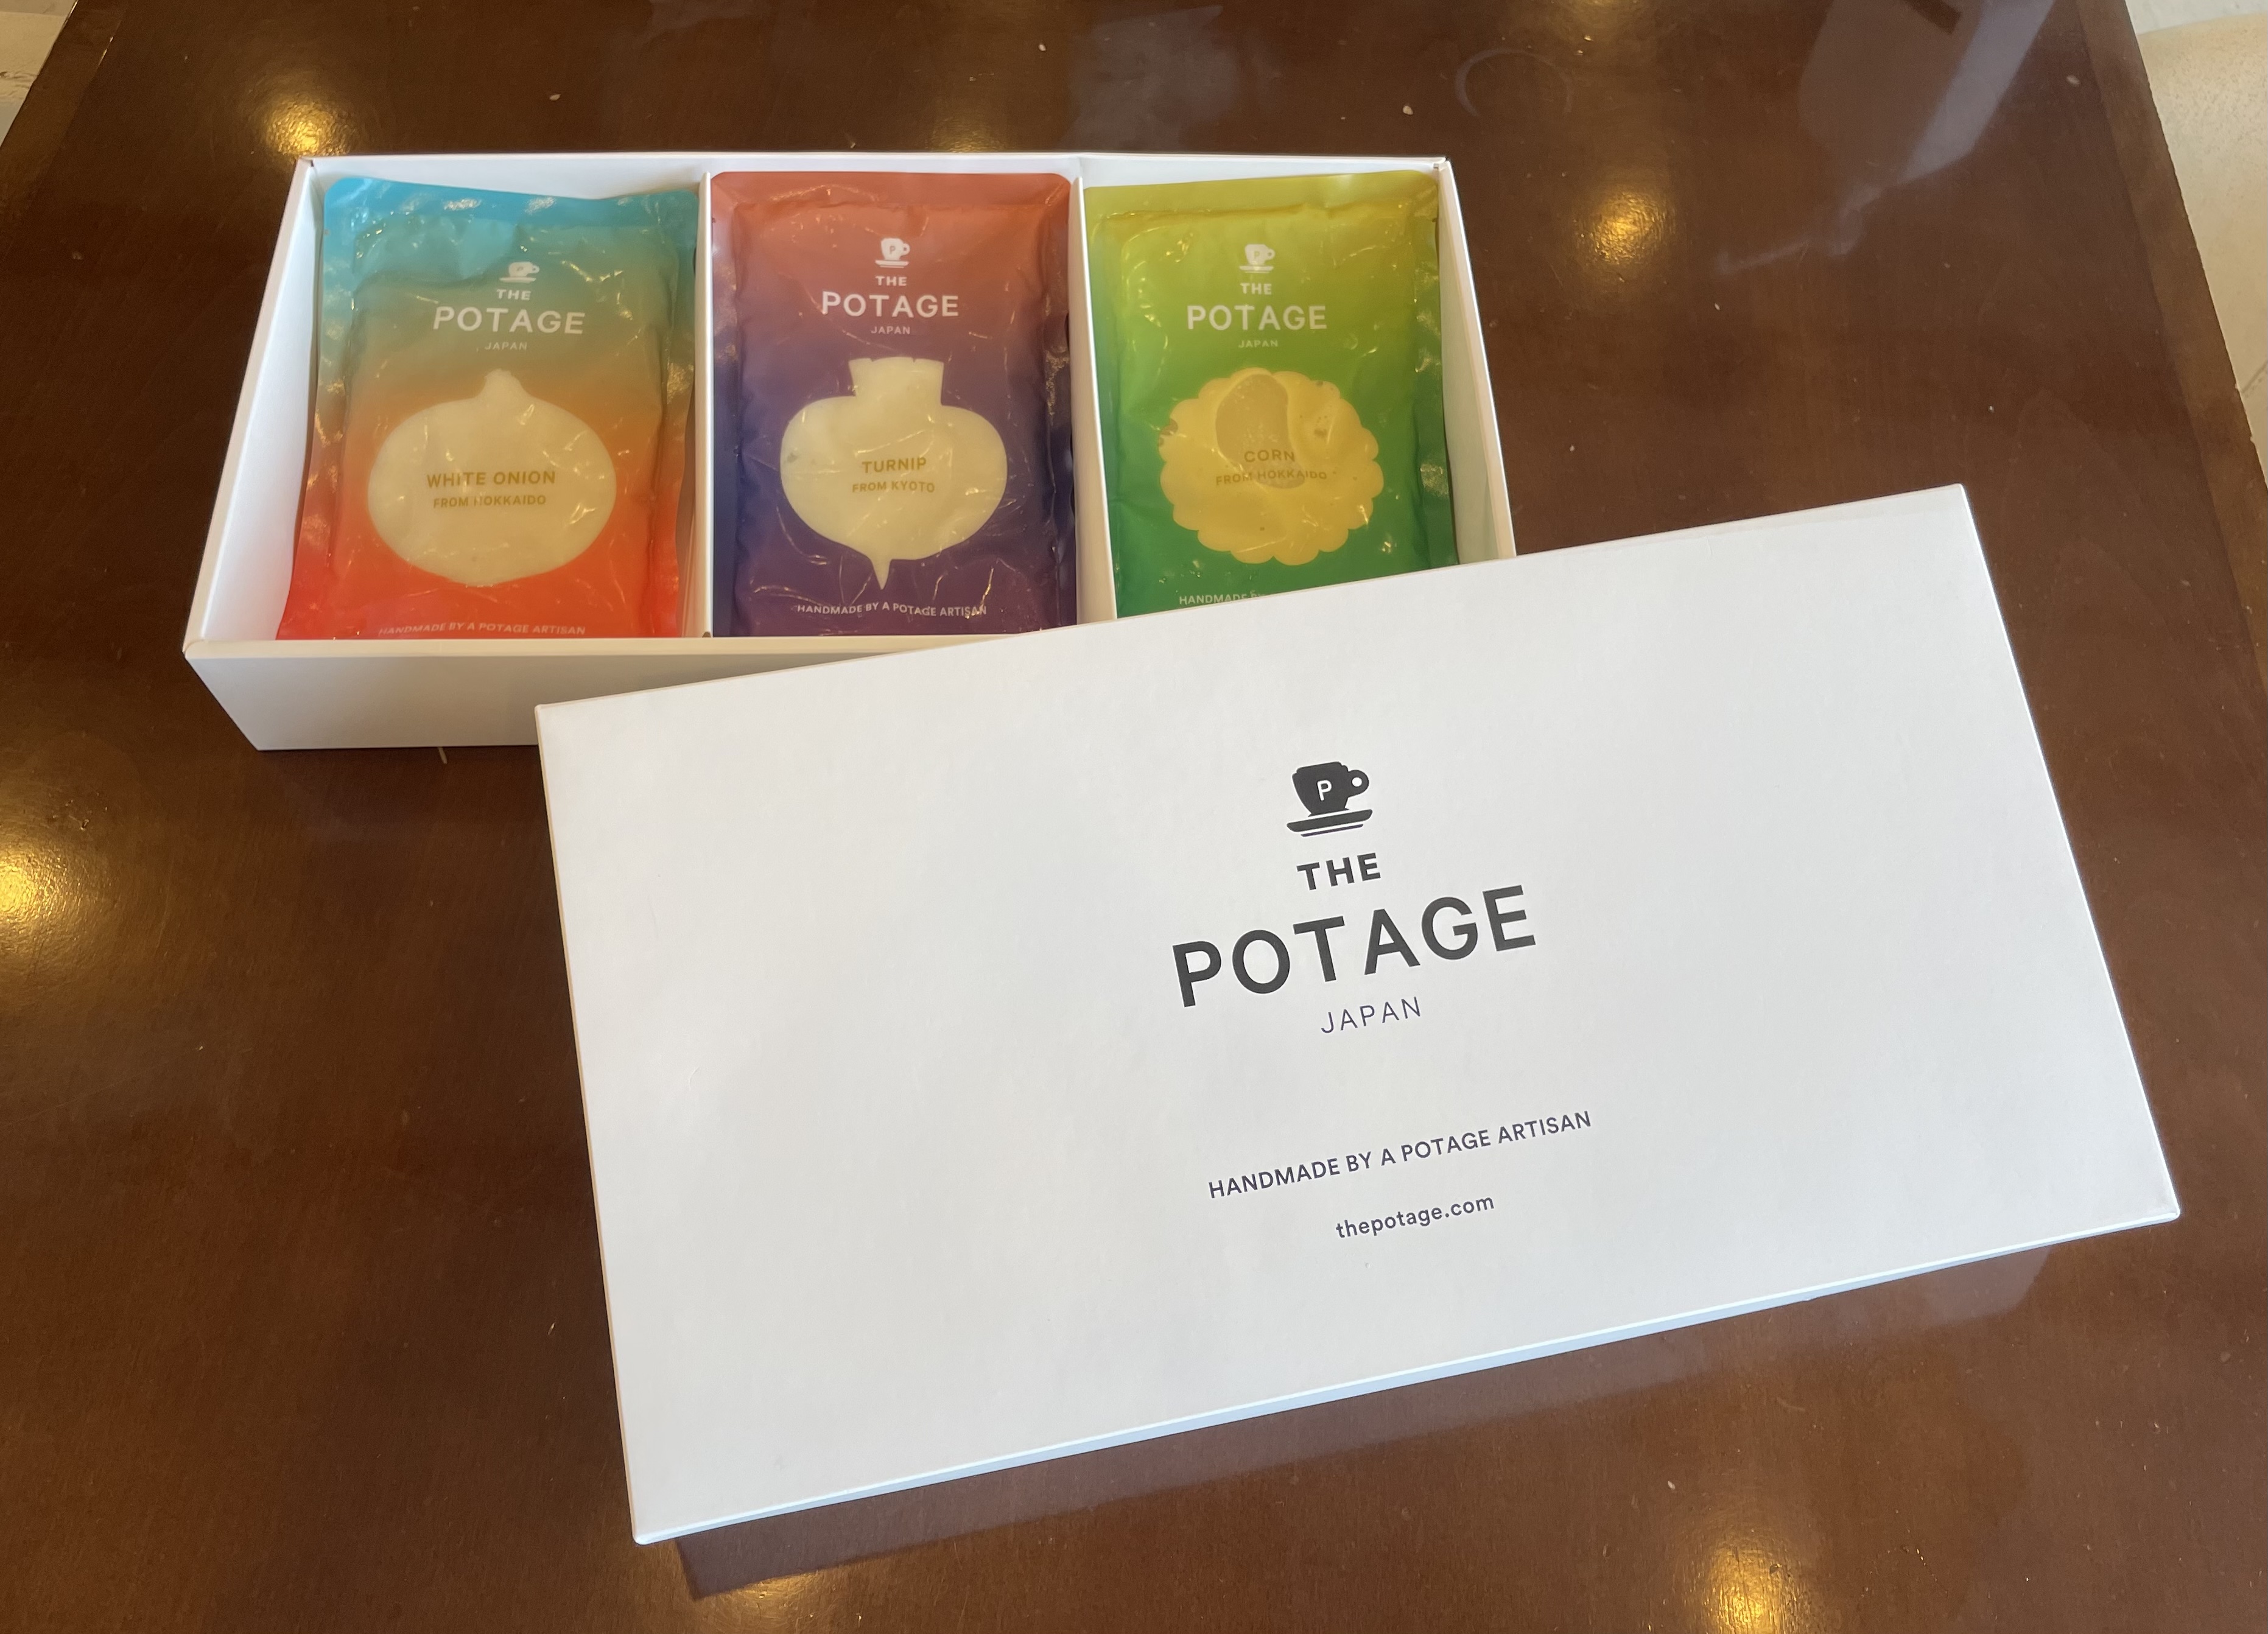 P
THE
POTAGE
JAPAN
WHITE ONION
FROM HOKKAIDO
HANDMADE BY A POTAGE ARTISAN
P
THE
POTAGE
JAPAN
TURNIP
FROM KYOTO
HANDMADE BY A POTAGE ARTISAN
P
THE
POTAGE
JAPAN
CORN
FROM HOKKAIDO
HANDMADE
P
THE
POTAGE
JAPAN
HANDMADE BY A POTAGE ARTISAN
thepotage.com